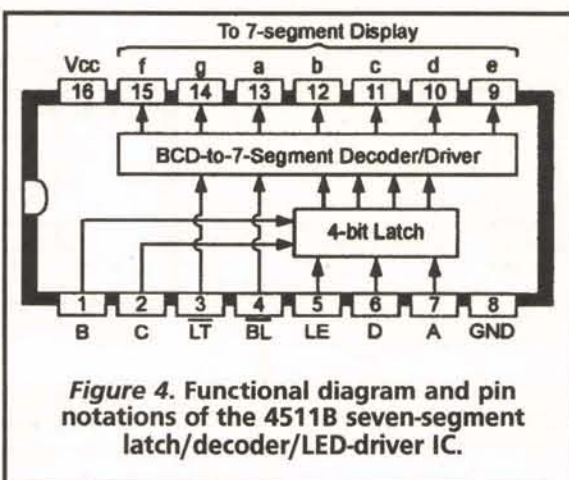 To 7-segment Display
Vcc f g a b c d e
16 15 14 13 12 11 10 9
BCD-to-7-Segment Decoder/Driver
4-bit Latch
1 2 3 4 5 6 7 8
B C L̅T̅ B̅L̅ LE D A GND
Figure 4. Functional diagram and pin
notations of the 4511B seven-segment
latch/decoder/LED-driver IC.